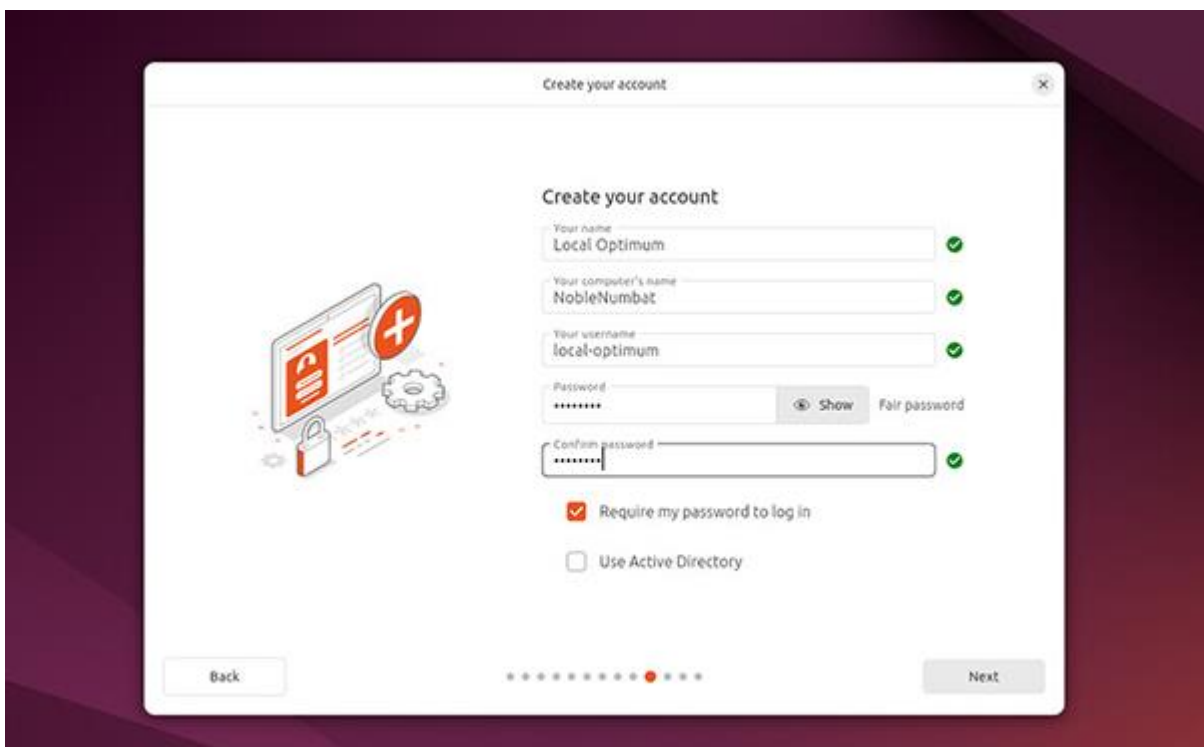 Create your account
Create your account
Your name
Local Optimum
Your computer's name
NobleNumbat
Your username
local-optimum
Password
•••••••• Show Fair password
Confirm password
••••••••
Require my password to log in
Use Active Directory
Back Next